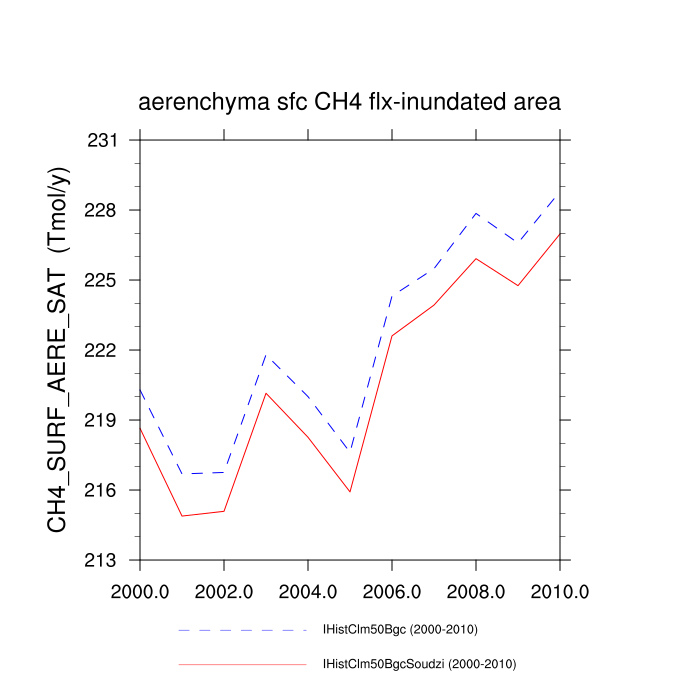 aerenchyma sfc CH4 flx-inundated area
CH4_SURF_AERE_SAT (Tmol/y)
231
228
225
222
219
216
213
2000.0 2002.0 2004.0 2006.0 2008.0 2010.0
IHistClm50Bgc (2000-2010)
IHistClm50BgcSoudzi (2000-2010)